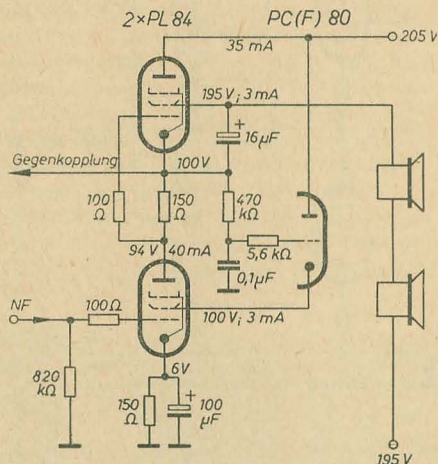 2×PL 84
PC(F) 80
35 mA
205 V
195 V; 3 mA
+
16 μF
Gegenkopplung
100 V
100 Ω
150 Ω
470 kΩ
94 V
40 mA
5,6 kΩ
0,1 μF
NF
100 Ω
100 V; 3 mA
820 kΩ
6 V
150 Ω
+
100 μF
195 V